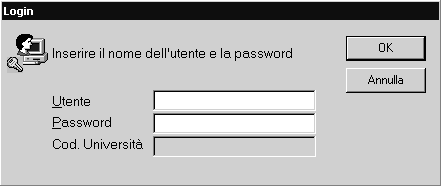 Login
Inserire il nome dell'utente e la password
OK
Annulla
Utente
Password
Cod. Università